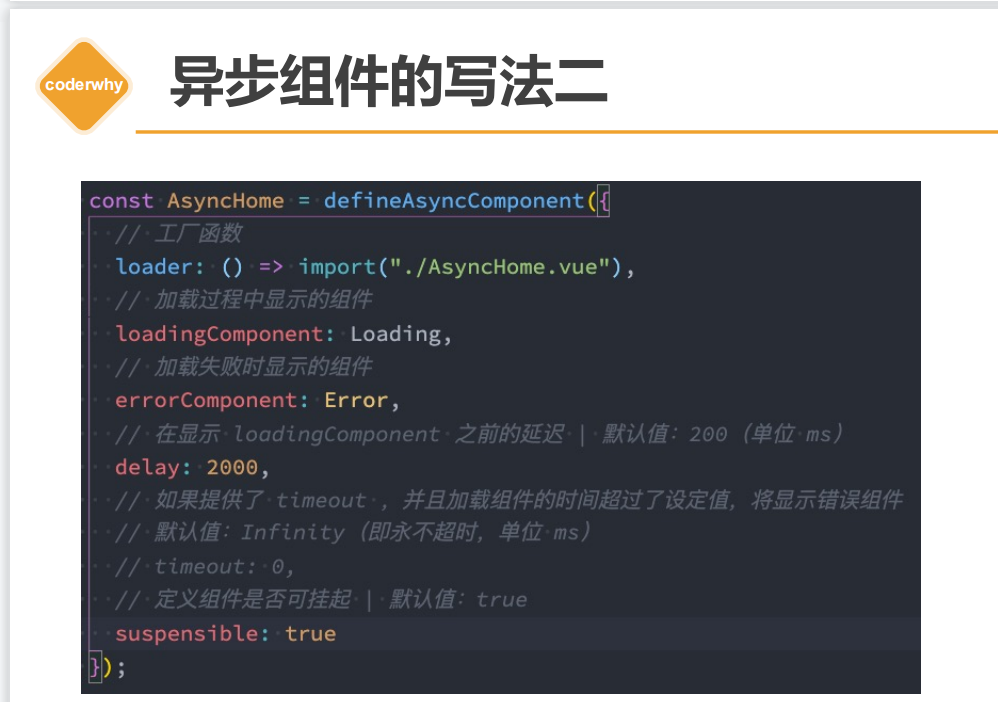 coderwhy
异步组件的写法二
const AsyncHome = defineAsyncComponent({
// 工厂函数
loader: () => import("./AsyncHome.vue"),
// 加载过程中显示的组件
loadingComponent: Loading,
// 加载失败时显示的组件
errorComponent: Error,
// 在显示 loadingComponent 之前的延迟 | 默认值：200（单位 ms）
delay: 2000,
// 如果提供了 timeout ，并且加载组件的时间超过了设定值，将显示错误组件
// 默认值：Infinity（即永不超时，单位 ms）
// timeout: 0,
// 定义组件是否可挂起 | 默认值：true
suspensible: true
});